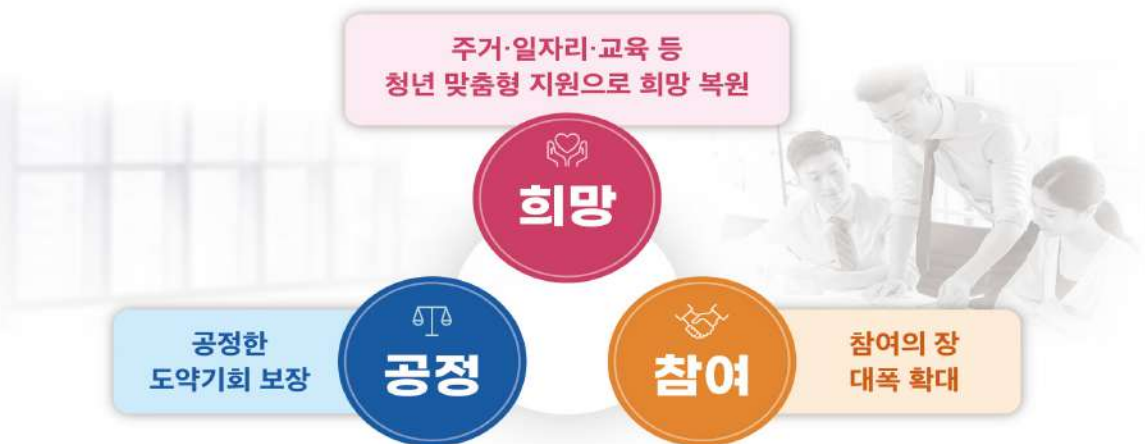 주거·일자리·교육 등
청년 맞춤형 지원으로 희망 복원
희망
공정한
도약기회 보장
공정
참여
참여의 장
대폭 확대